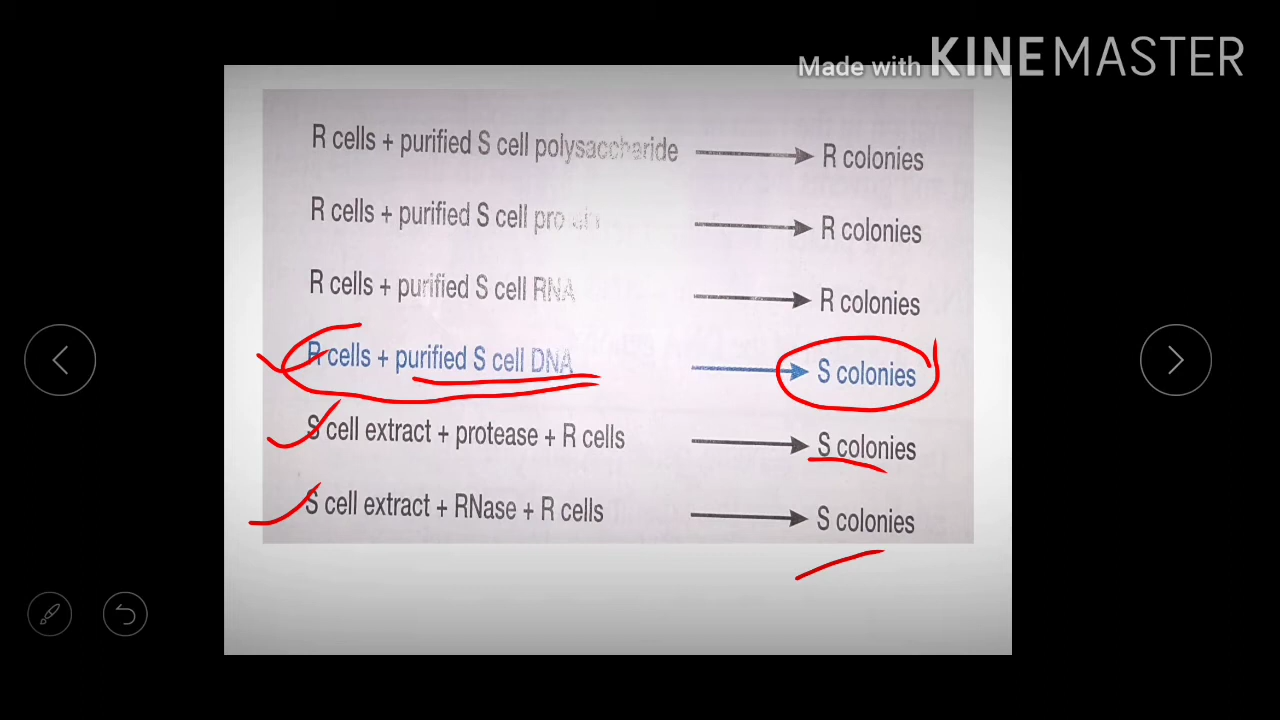 Made with KINEMASTER
R cells + purified S cell polysaccharide → R colonies
R cells + purified S cell → R colonies
R cells + purified S cell RNA → R colonies
R cells + purified S cell DNA → S colonies
S cell extract + protease + R cells → S colonies
S cell extract + RNase + R cells → S colonies